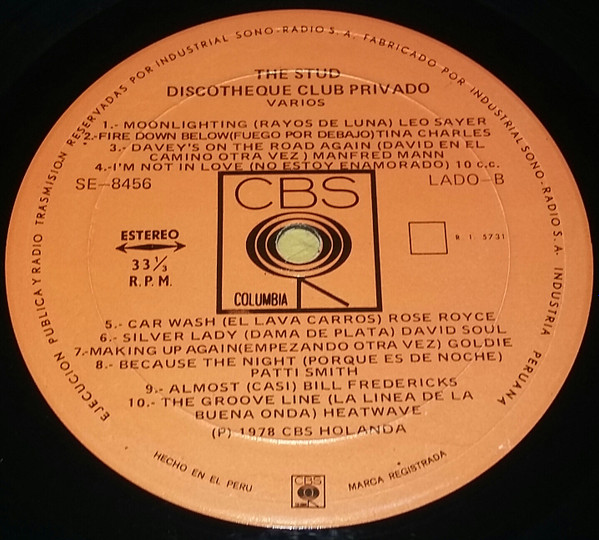 EJECUCION PUBLICA Y RADIO TRASMISION RESERVADAS POR INDUSTRIAL SONO-RADIO S. A. FABRICADO POR INDUSTRIAL SONO-RADIO S. A. INDUSTRIA PERUANA
THE STUD
DISCOTHEQUE CLUB PRIVADO
VARIOS
1.- MOONLIGHTING (RAYOS DE LUNA) LEO SAYER
2.-FIRE DOWN BELOW(FUEGO POR DEBAJO)TINA CHARLES
3.- DAVEY'S ON THE ROAD AGAIN (DAVID EN EL
CAMINO OTRA VEZ) MANFRED MANN
4.-I'M NOT IN LOVE (NO ESTOY ENAMORADO) 10 c.c.
SE-8456
LADO-B
CBS
ESTEREO
33 1/3
R.P.M.
R. I. 5731
COLUMBIA
5.- CAR WASH (EL LAVA CARROS) ROSE ROYCE
6.- SILVER LADY (DAMA DE PLATA) DAVID SOUL
7.-MAKING UP AGAIN(EMPEZANDO OTRA VEZ) GOLDIE
8.- BECAUSE THE NIGHT (PORQUE ES DE NOCHE)
PATTI SMITH
9.- ALMOST (CASI) BILL FREDERICKS
10.- THE GROOVE LINE (LA LINEA DE LA
BUENA ONDA) HEATWAVE
(P) 1978 CBS HOLANDA
HECHO EN EL PERU
CBS
MARCA REGISTRADA